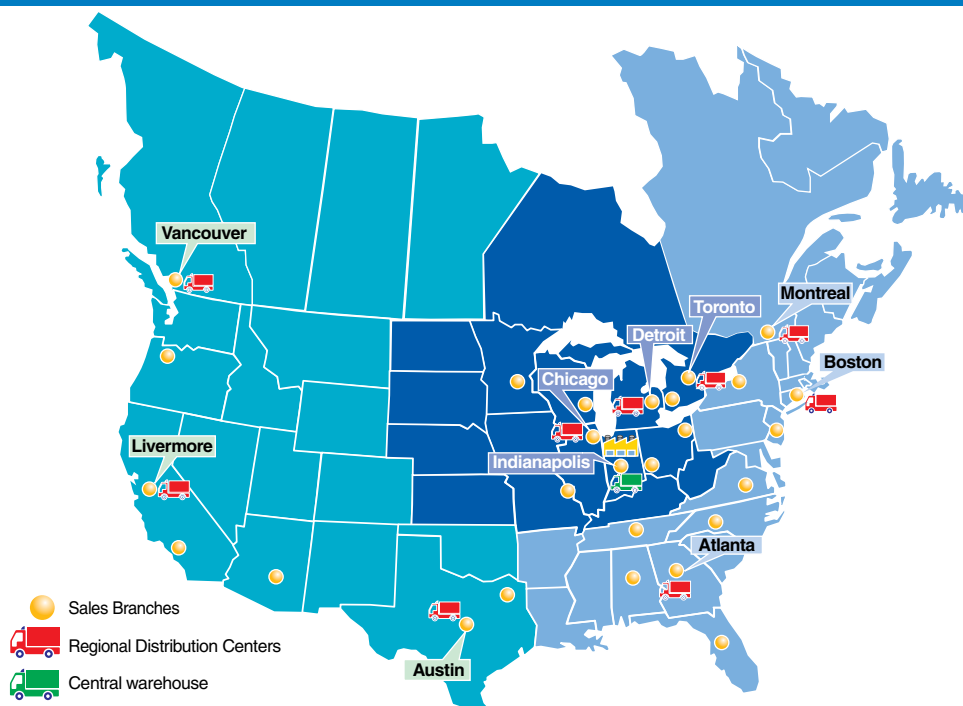 Vancouver
Toronto
Montreal
Detroit
Boston
Chicago
Livermore
Indianapolis
Atlanta
Sales Branches
Regional Distribution Centers
Austin
Central warehouse